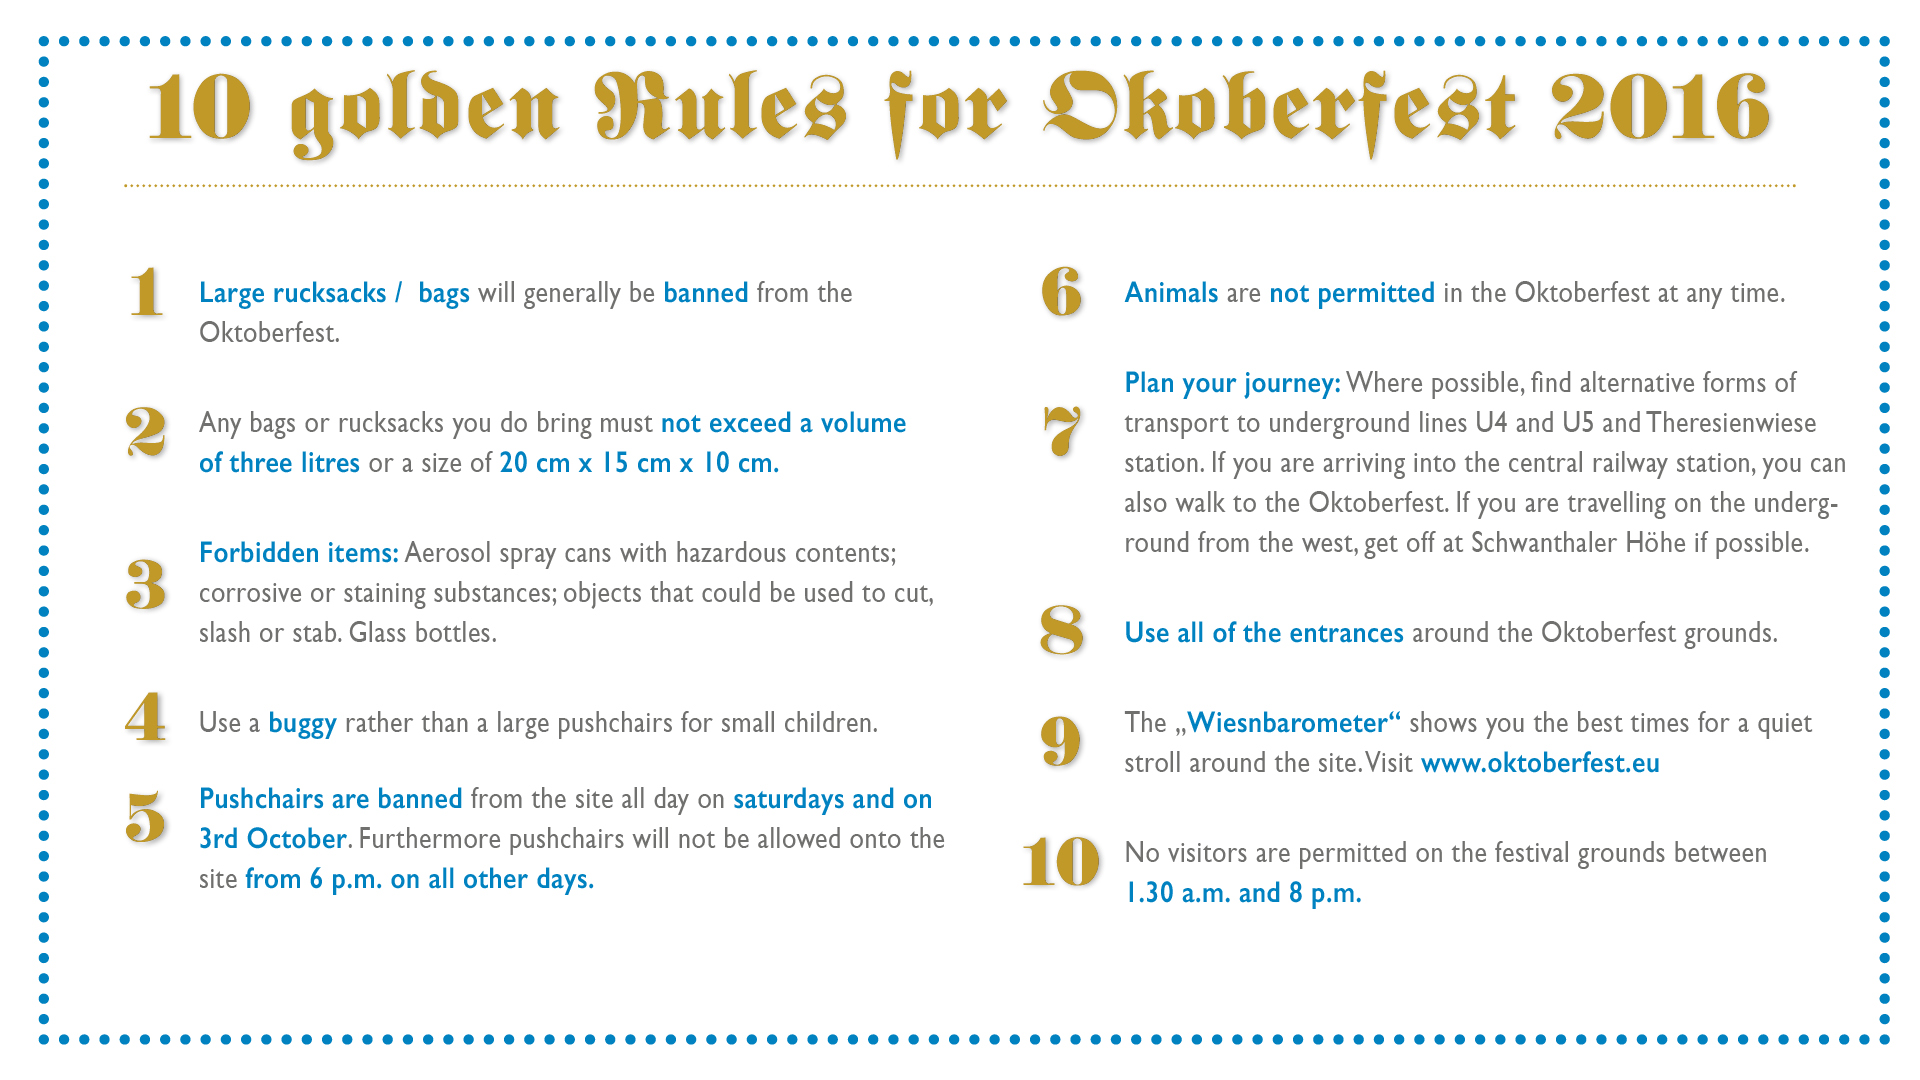 10 golden Rules for Okoberfest 2016
1
Large rucksacks /  bags will generally be banned from the
Oktoberfest.
2
Any bags or rucksacks you do bring must not exceed a volume
of three litres or a size of 20 cm x 15 cm x 10 cm.
3
Forbidden items: Aerosol spray cans with hazardous contents;
corrosive or staining substances; objects that could be used to cut,
slash or stab. Glass bottles.
4
Use a buggy rather than a large pushchairs for small children.
5
Pushchairs are banned from the site all day on saturdays and on
3rd October. Furthermore pushchairs will not be allowed onto the
site from 6 p.m. on all other days.
6
Animals are not permitted in the Oktoberfest at any time.
7
Plan your journey: Where possible, find alternative forms of
transport to underground lines U4 and U5 and Theresienwiese
station. If you are arriving into the central railway station, you can
also walk to the Oktoberfest. If you are travelling on the underg-
round from the west, get off at Schwanthaler Höhe if possible.
8
Use all of the entrances around the Oktoberfest grounds.
9
The „Wiesnbarometer“ shows you the best times for a quiet
stroll around the site. Visit www.oktoberfest.eu
10
No visitors are permitted on the festival grounds between
1.30 a.m. and 8 p.m.